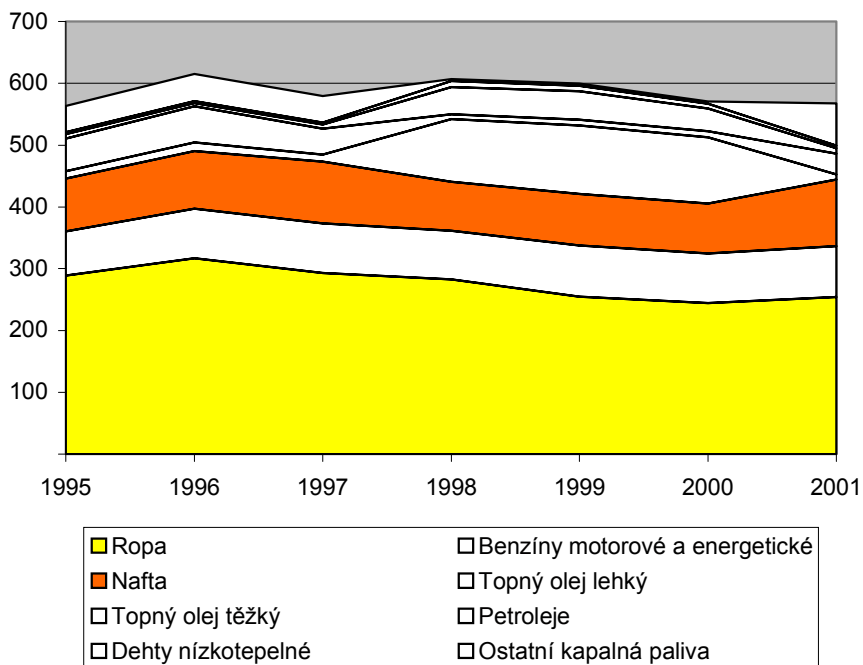 700
600
500
400
300
200
100
1995 1996 1997 1998 1999 2000 2001
Ropa Benzíny motorové a energetické
Nafta Topný olej lehký
Topný olej těžký Petroleje
Dehty nízkotepelné Ostatní kapalná paliva